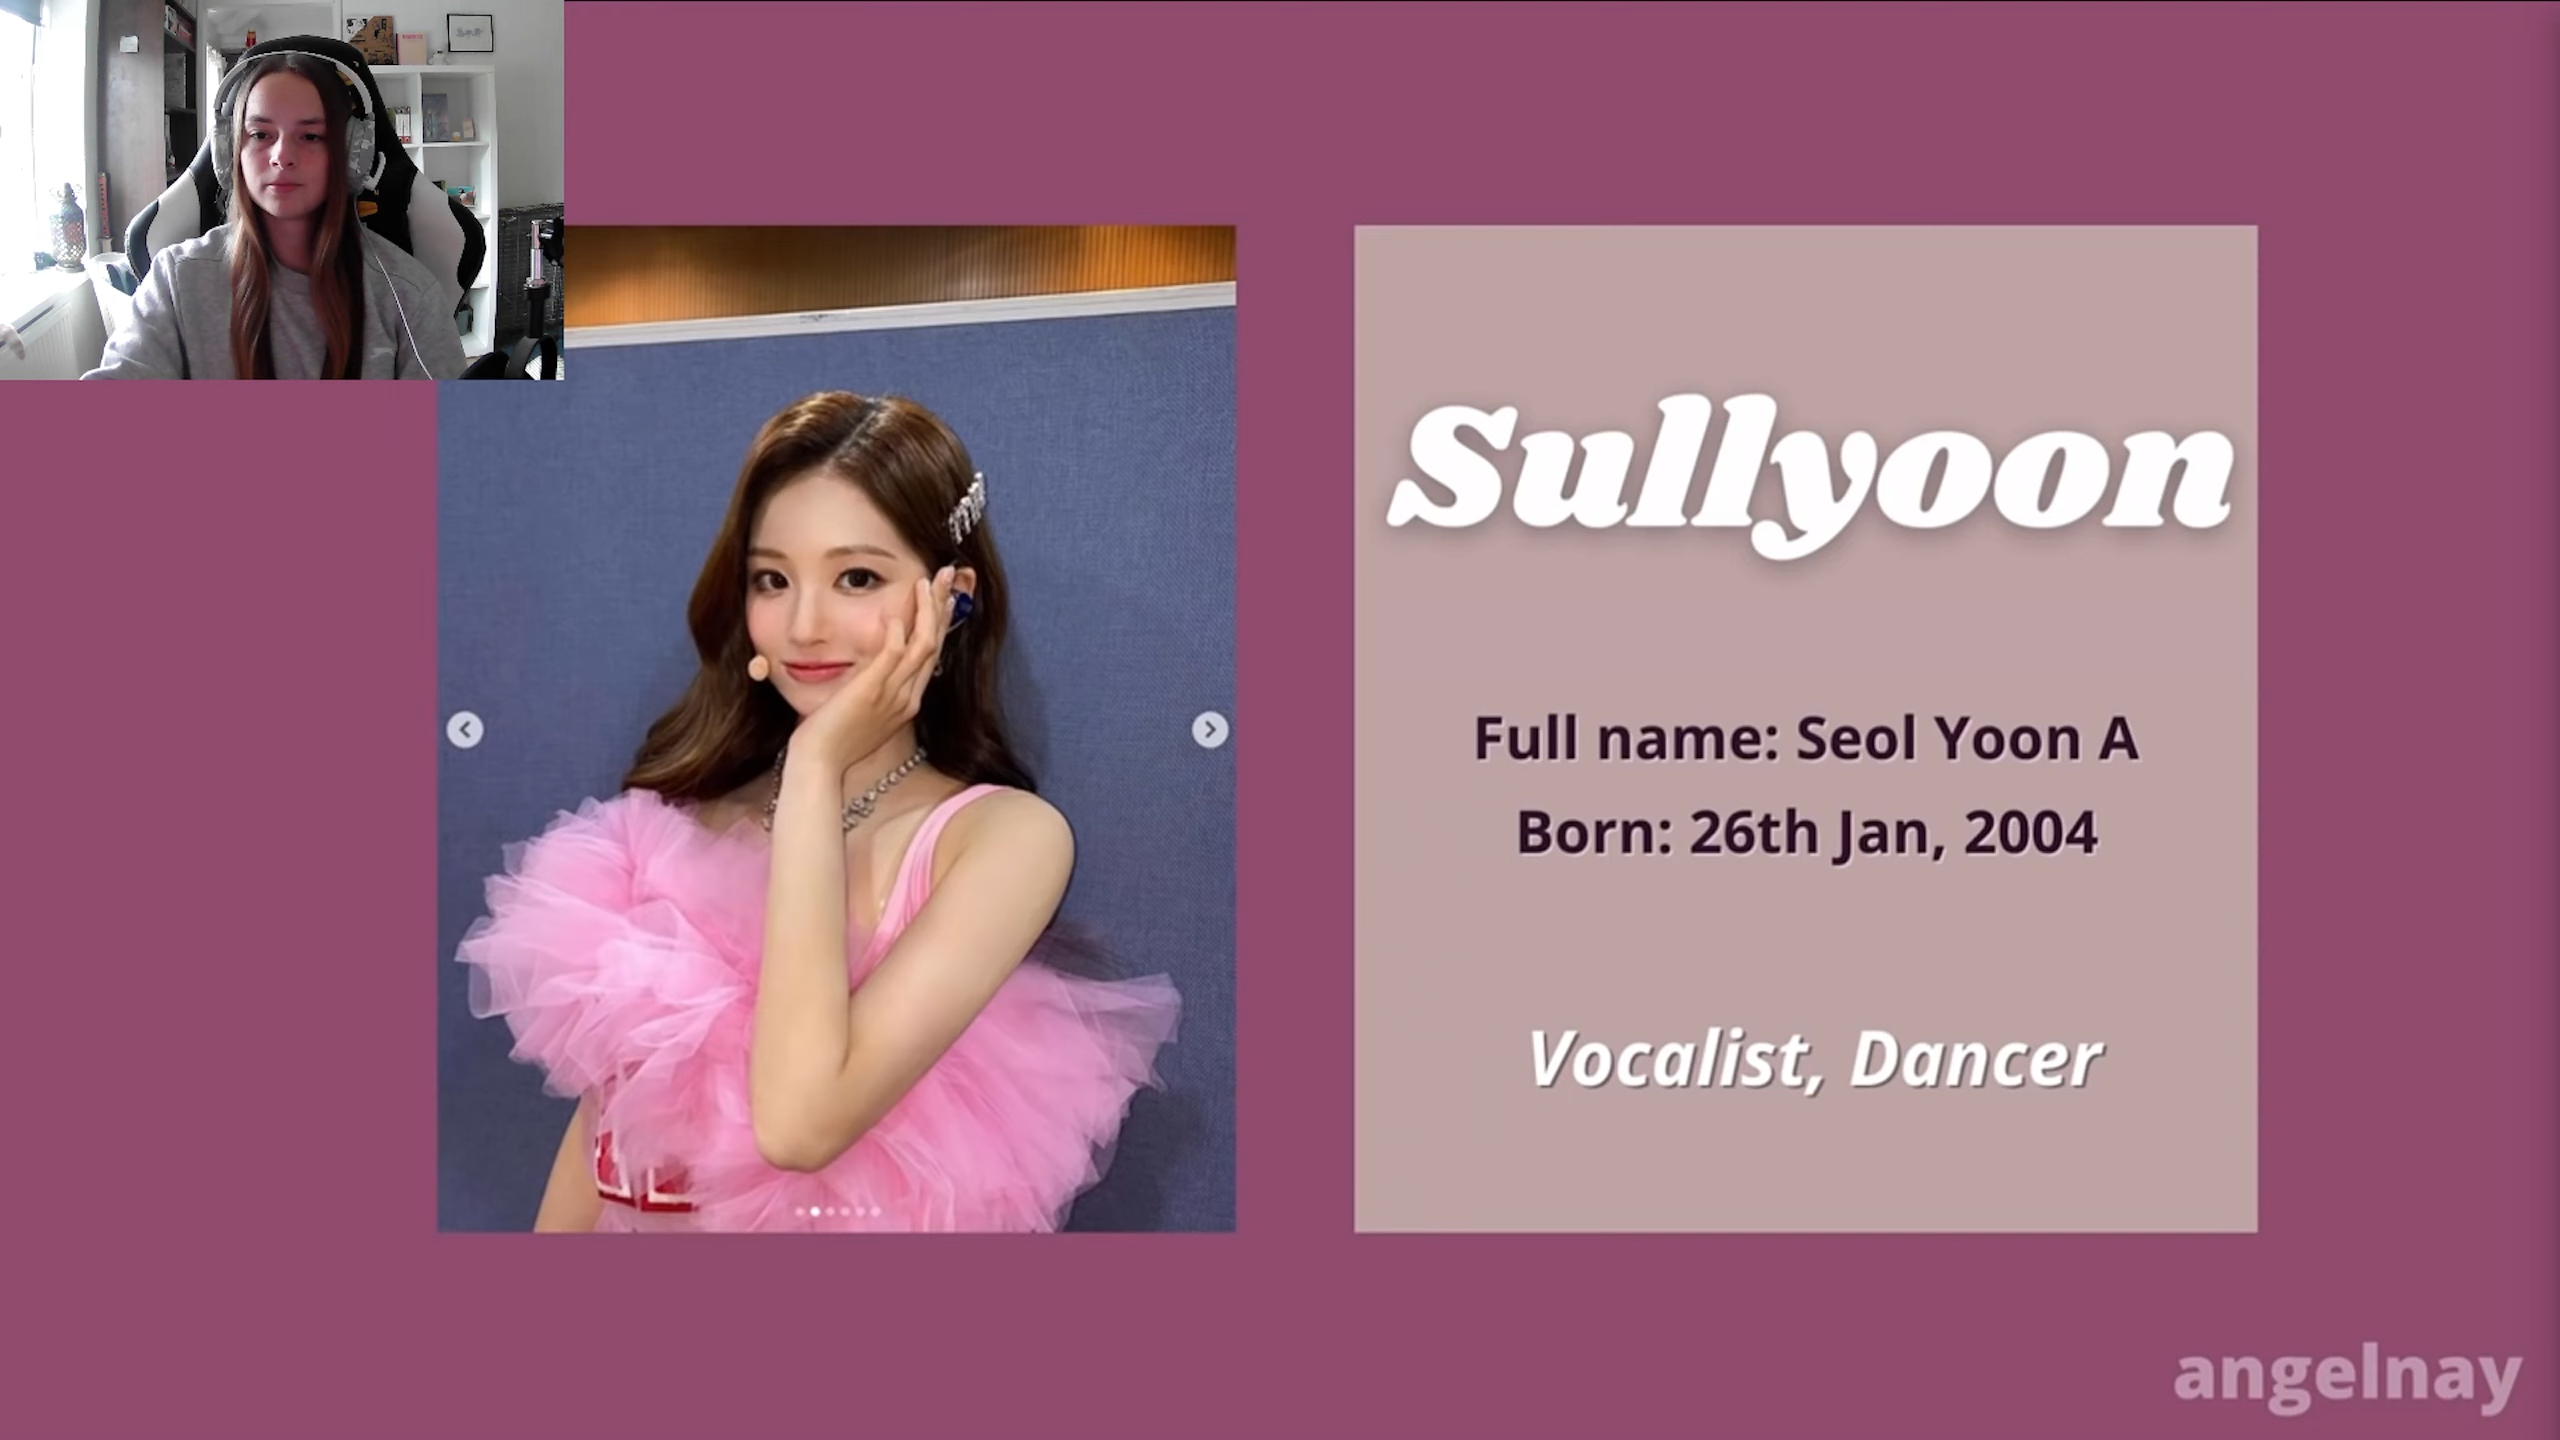 Sullyoon
Full name: Seol Yoon A
Born: 26th Jan, 2004
Vocalist, Dancer
angelnay